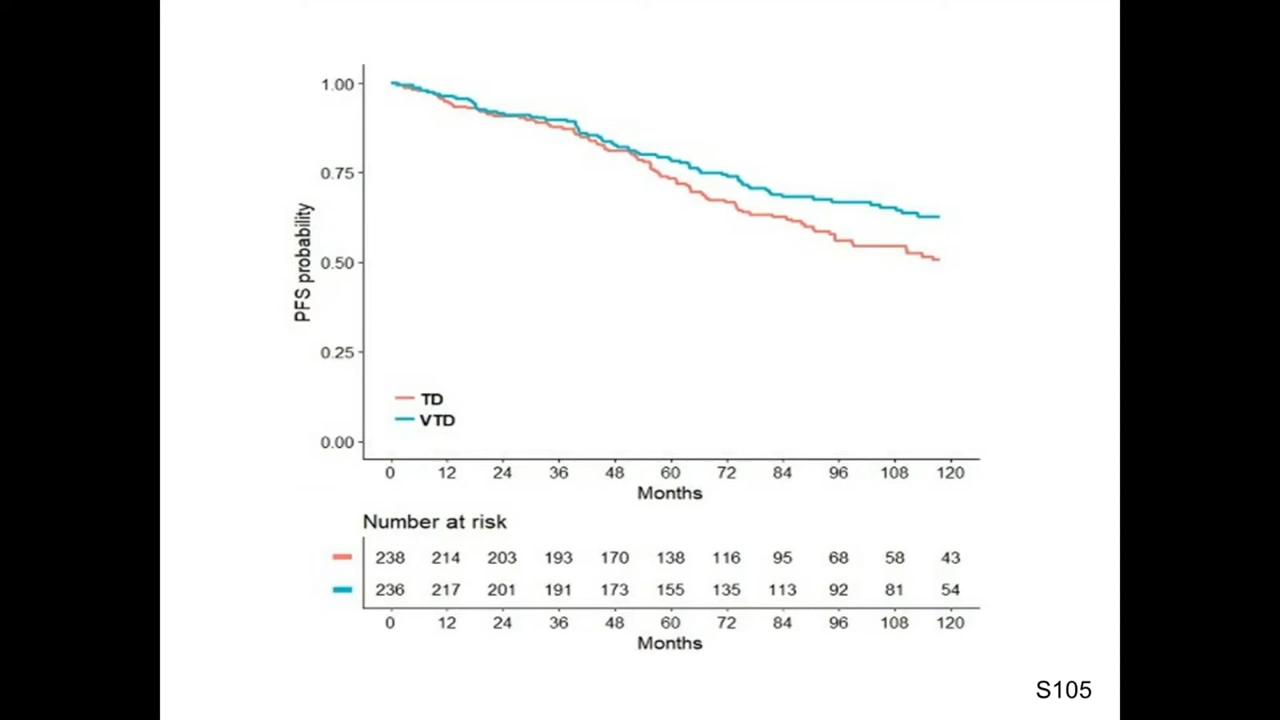 1.00
0.75
0.50
0.25
0.00
PFS probability
TD
VTD
0 12 24 36 48 60 72 84 96 108 120
Months
Number at risk
238 214 203 193 170 138 116 95 68 58 43
236 217 201 191 173 155 135 113 92 81 54
0 12 24 36 48 60 72 84 96 108 120
Months
S105